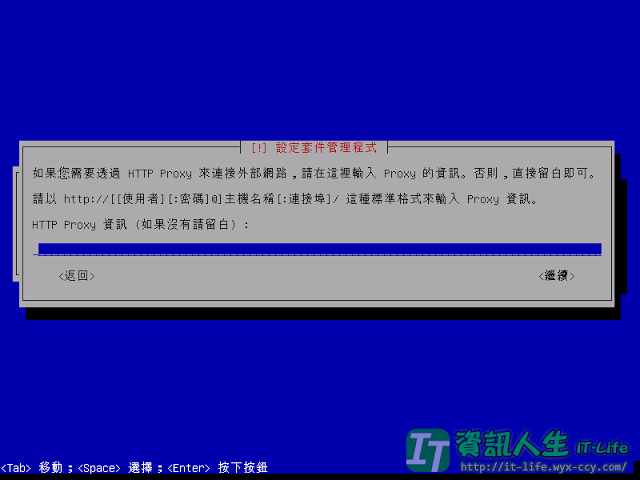 [!] 設定套件管理程式
如果您需要透過 HTTP Proxy 來連接外部網路，請在這裡輸入 Proxy 的資訊。否則，直接留白即可。
請以 http://[[使用者][:密碼]@]主機名稱[:連接埠]/ 這種標準格式來輸入 Proxy 資訊。
HTTP Proxy 資訊 (如果沒有請留白)：
<返回> <繼續>
IT 資訊人生 IT-Life
http://it-life.wyx-ccy.com/
<Tab> 移動；<Space> 選擇；<Enter> 按下按鈕